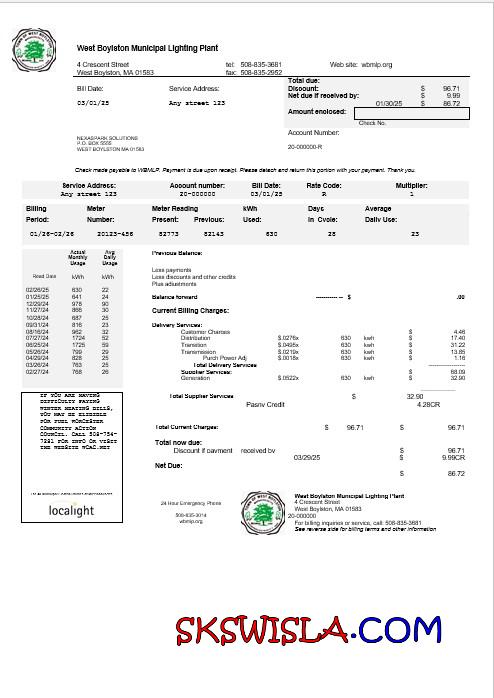 West Boylston Municipal Lighting Plant
4 Crescent Street tel: 508-835-3681 Web site: wbmlp.org
West Boylston, MA 01583 fax: 508-835-2952
Total due:
Bill Date: Service Address: Discount: $ 96.71
Net due if received by: $ 9.99
03/01/25 Any street 123 01/30/25 $ 86.72
Amount enclosed:
Check No.
Account Number:
NEXASPARK SOLUTIONS
P.O. BOX 5555
WEST BOYLSTON MA 01583
20-000000-R
Check made payable to WBMLP. Payment is due upon receipt. Please detach and return this portion with your payment. Thank you.
Service Address: Account number: Bill Date: Rate Code: Multiplier:
Any street 123 20-000000 03/01/25 R 1
Billing Meter Meter Reading kWh Days Average
Period: Number: Present: Previous: Used: In Cycle: Daily Use:
01/26-02/26 20123-456 82773 82143 630 28 23
Actual Monthly Usage Avg Daily Usage
Read Date kWh kWh
02/26/25 630 22
01/25/25 641 24
12/29/24 978 90
11/27/24 866 30
10/28/24 687 25
09/31/24 816 23
08/16/24 962 32
07/17/24 1724 52
06/25/24 1725 59
05/26/24 799 29
04/29/24 828 25
03/26/24 763 25
02/27/24 768 26
Previous Balance:
Less payments
Less discounts and other credits
Plus adjustments
Balance forward ------------ -- $ .00
Current Billing Charges:
Delivery Services:
Customer Charges $ 4.46
Distribution $.0276x 630 kwh $ 17.40
Transition $.0495x 630 kwh $ 31.22
Transmission $.0219x 630 kwh $ 13.85
Purch Power Adj $.0018x 630 kwh $ 1.16
Total Delivery Services
Supplier Services: $ 68.09
Generation $.0522x 630 kwh $ 32.90
Total Supplier Services $ 32.90
Pasny Credit 4.28CR
Total Current Charges: $ 96.71 $ 96.71
Total now due: $ 96.71
Discount if payment received by
03/29/25 $ 9.99CR
Net Due: $ 86.72
IF YOU ARE HAVING
DIFFICULTY PAYING
WINTER HEATING BILLS,
YOU MAY BE ELIGIBLE
FOR FUEL WORCESTER
COMMUNITY ACTION
COUNCIL. CALL 508-754-
7281 FOR INFO OR VISIT
THE WEBSITE WCAC.NET
localight
24 Hour Emergency Phone
508-835-3014
wbmlp.org
West Boylston Municipal Lighting Plant
4 Crescent Street
West Boylston, MA 01583
20-000000
For billing inquiries or service, call: 508-835-3681
See reverse side for billing terms and other information
SKSWISLA.COM